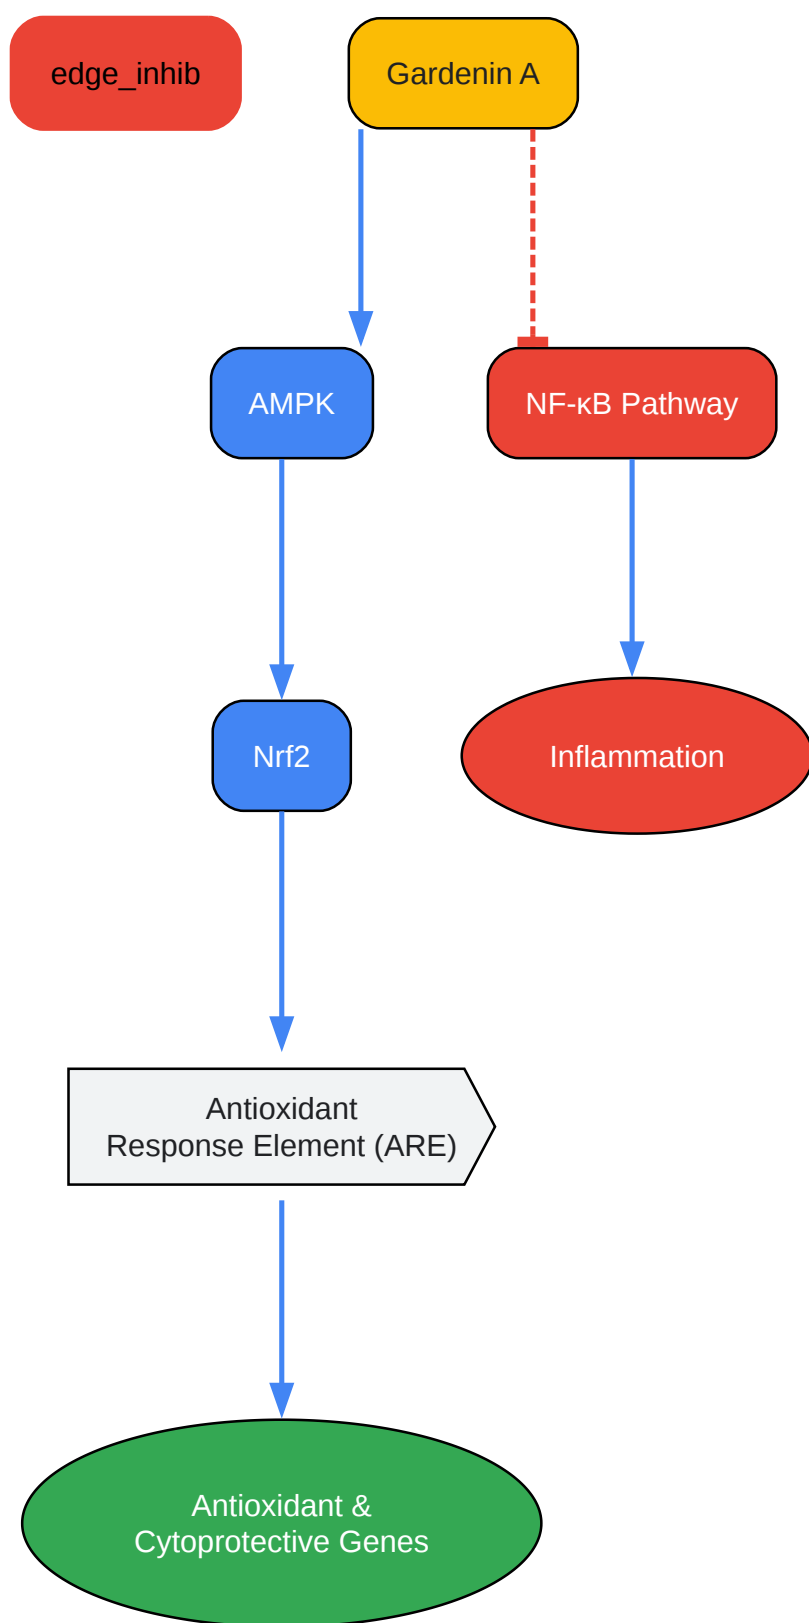 edge_inhib
Gardenin A
AMPK
NF-κB Pathway
Nrf2
Inflammation
Antioxidant
Response Element (ARE)
Antioxidant &
Cytoprotective Genes